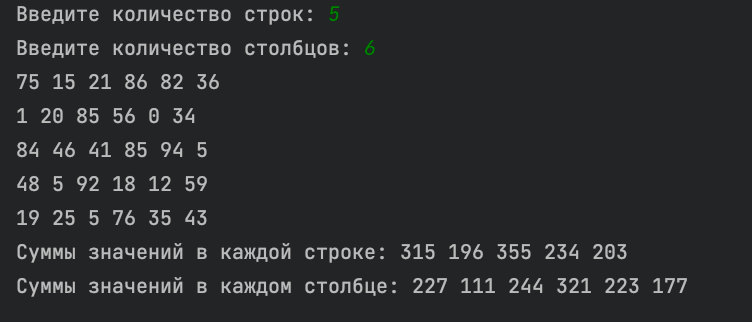 Введите количество строк: 5
Введите количество столбцов: 6
75 15 21 86 82 36
1 20 85 56 0 34
84 46 41 85 94 5
48 5 92 18 12 59
19 25 5 76 35 43
Суммы значений в каждой строке: 315 196 355 234 203
Суммы значений в каждом столбце: 227 111 244 321 223 177